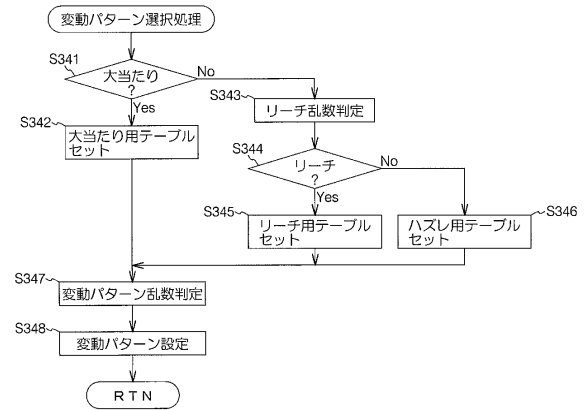 変動パターン選択処理
S341
大当たり
?
No
Yes
S342
大当たり用テーブル
セット
S343
リーチ乱数判定
S344
リーチ
?
No
Yes
S345
リーチ用テーブル
セット
ハズレ用テーブル
セット
S346
S347
変動パターン乱数判定
S348
変動パターン設定
RTN